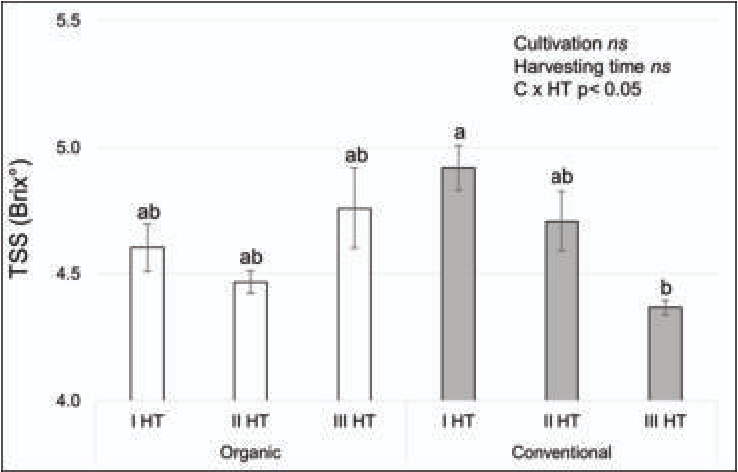 5.5
Cultivation ns
Harvesting time ns
C x HT p< 0.05
5.0
4.5
4.0
TSS (Brix°)
ab
ab
ab
a
ab
b
I HT
II HT
III HT
I HT
II HT
III HT
Organic
Conventional